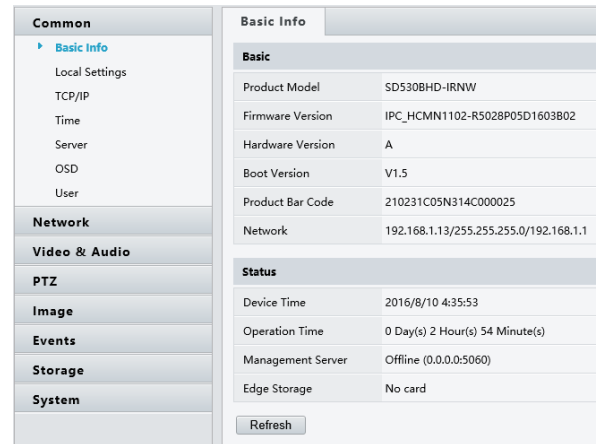 Common
Basic Info
Local Settings
TCP/IP
Time
Server
OSD
User
Network
Video & Audio
PTZ
Image
Events
Storage
System
Basic Info
Basic
Product Model SD530BHD-IRNW
Firmware Version IPC_HCMN1102-R5028P05D1603B02
Hardware Version A
Boot Version V1.5
Product Bar Code 210231C05N314C000025
Network 192.168.1.13/255.255.255.0/192.168.1.1
Status
Device Time 2016/8/10 4:35:53
Operation Time 0 Day(s) 2 Hour(s) 54 Minute(s)
Management Server Offline (0.0.0.0:5060)
Edge Storage No card
Refresh